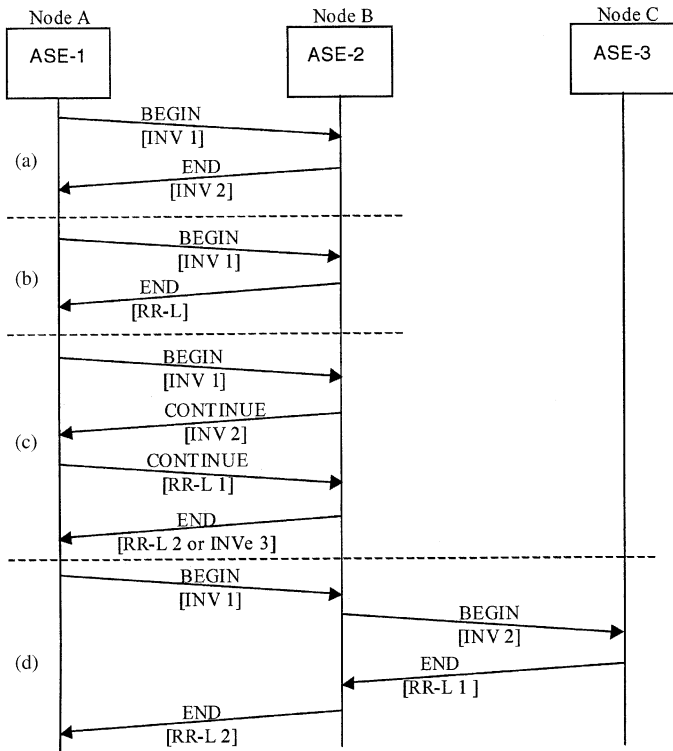 Node A
Node B
Node C
ASE-1
ASE-2
ASE-3
BEGIN
[INV 1]
(a)
END
[INV 2]
BEGIN
[INV 1]
(b)
END
[RR-L]
BEGIN
[INV 1]
CONTINUE
[INV 2]
(c)
CONTINUE
[RR-L 1]
END
[RR-L 2 or INVe 3]
BEGIN
[INV 1]
BEGIN
[INV 2]
(d)
END
[RR-L 1 ]
END
[RR-L 2]